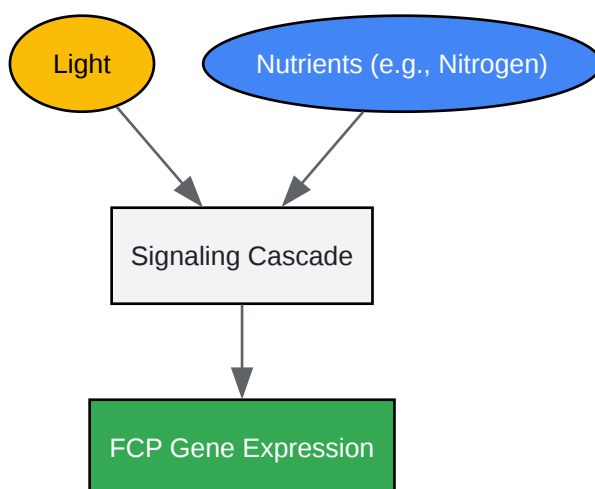 Light
Nutrients (e.g., Nitrogen)
Signaling Cascade
FCP Gene Expression